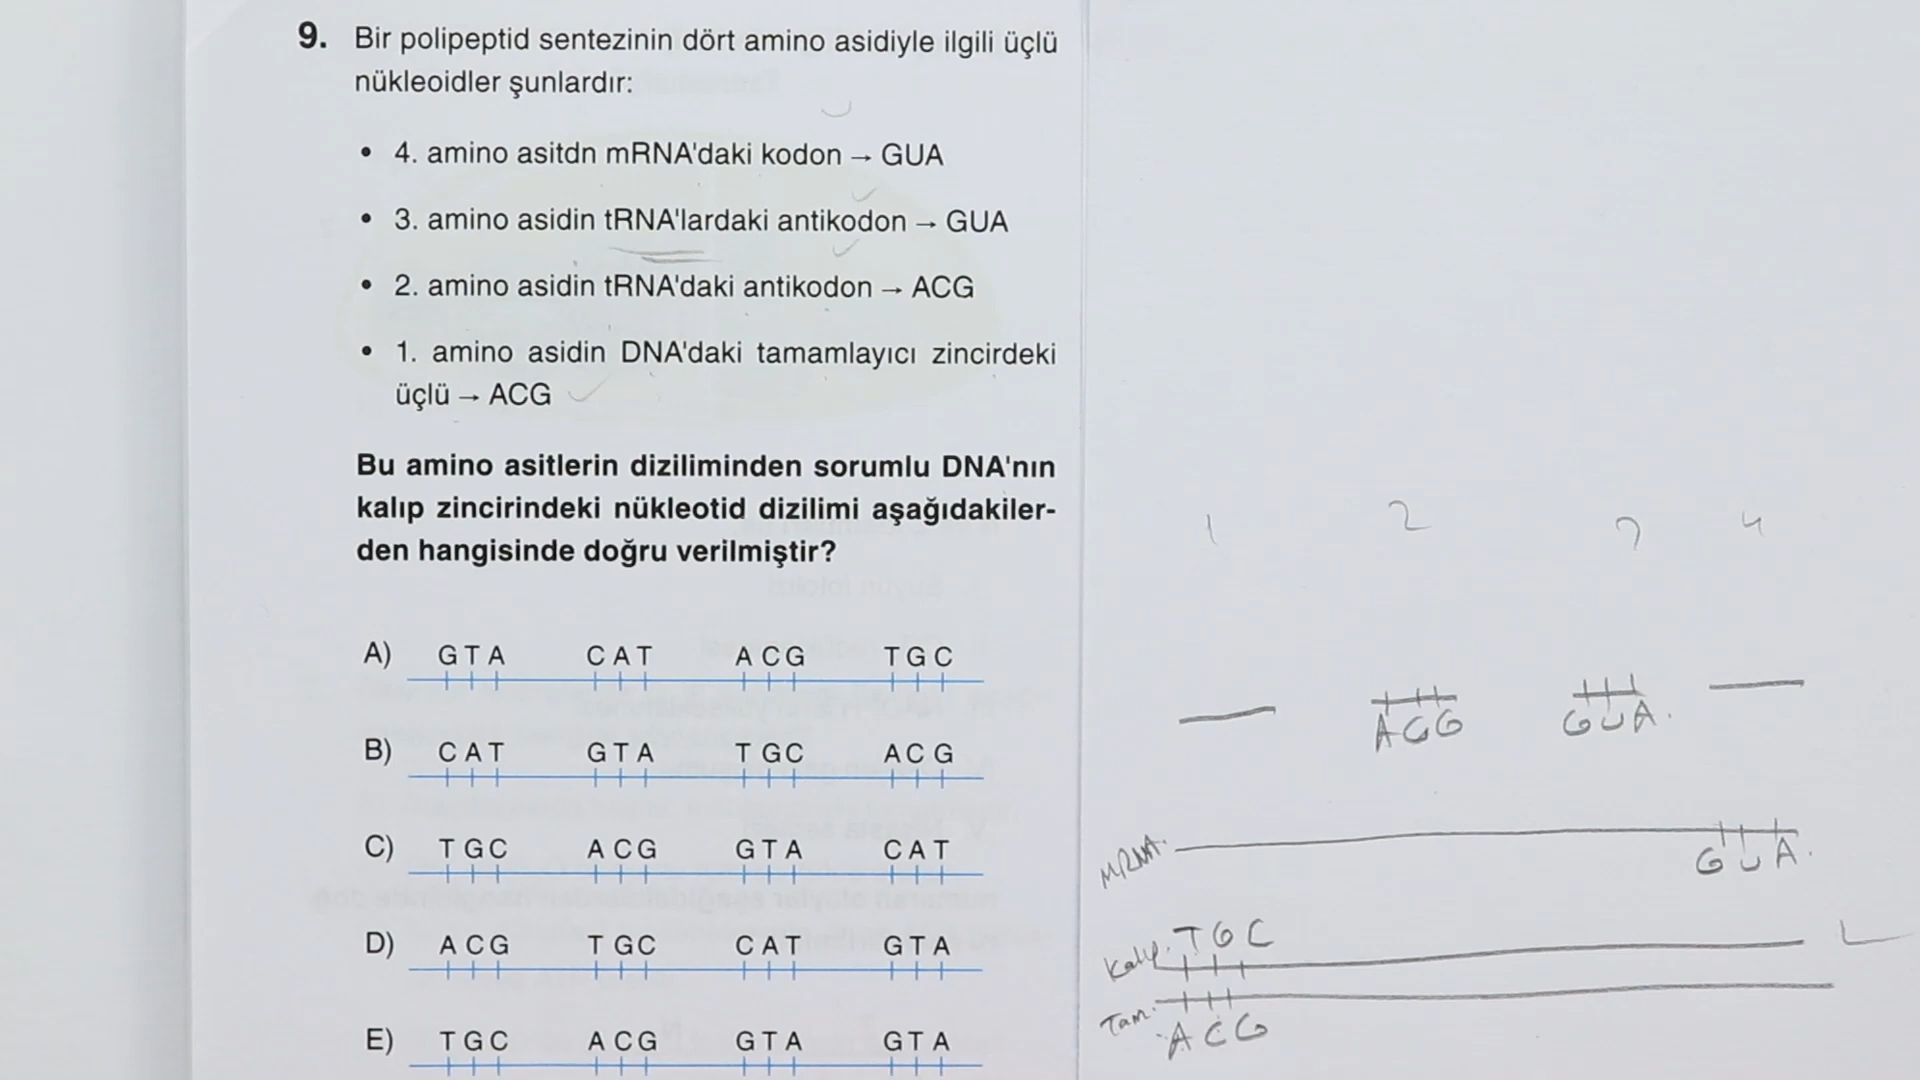 9. Bir polipeptid sentezinin dört amino asidiyle ilgili üçlü
nükleoidler şunlardır:
• 4. amino asitdn mRNA'daki kodon → GUA
• 3. amino asidin tRNA'lardaki antikodon → GUA
• 2. amino asidin tRNA'daki antikodon → ACG
• 1. amino asidin DNA'daki tamamlayıcı zincirdeki
üçlü → ACG
Bu amino asitlerin diziliminden sorumlu DNA'nın
kalıp zincirindeki nükleotid dizilimi aşağıdakiler-
den hangisinde doğru verilmiştir?
A) GTA CAT ACG TGC
B) CAT GTA TGC ACG
C) TGC ACG GTA CAT
D) ACG TGC CAT GTA
E) TGC ACG GTA GTA
1 2 3 4
ACG GUA.
mRNA. GUA.
Kalıp. TGC
Tam. ACG